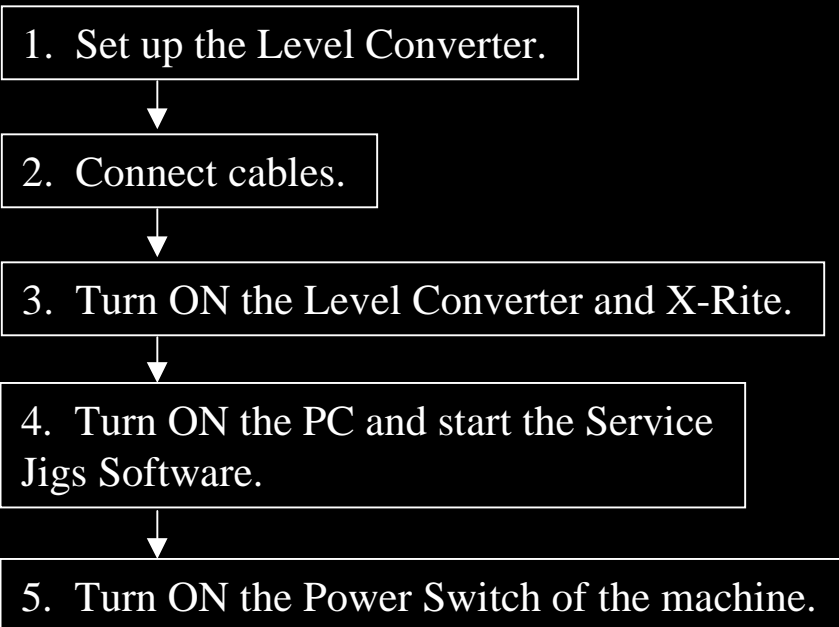 1. Set up the Level Converter.
2. Connect cables.
3. Turn ON the Level Converter and X-Rite.
4. Turn ON the PC and start the Service
Jigs Software.
5. Turn ON the Power Switch of the machine.